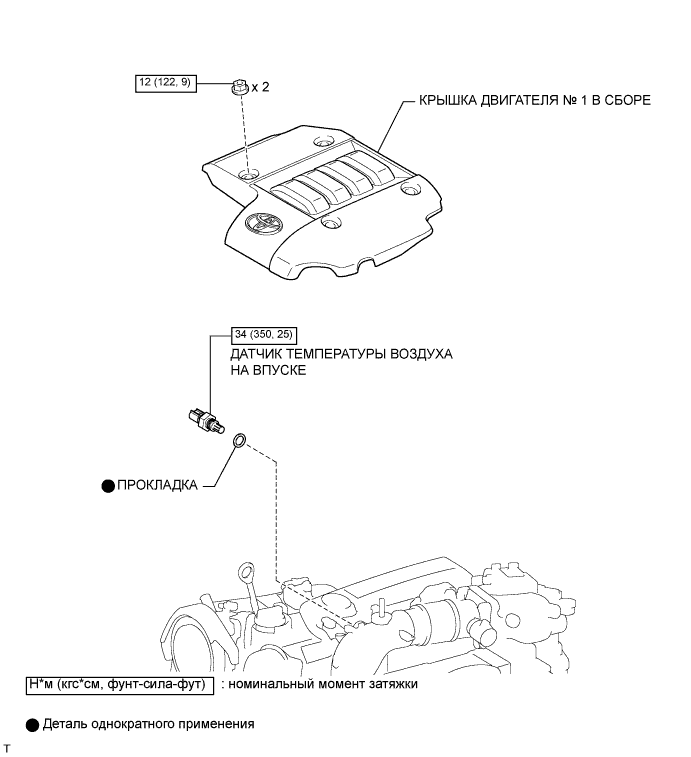 12 (122, 9)
x 2
КРЫШКА ДВИГАТЕЛЯ № 1 В СБОРЕ
34 (350, 25)
ДАТЧИК ТЕМПЕРАТУРЫ ВОЗДУХА
НА ВПУСКЕ
ПРОКЛАДКА
Н*м (кгс*см, фунт-сила-фут) : номинальный момент затяжки
Деталь однократного применения
T